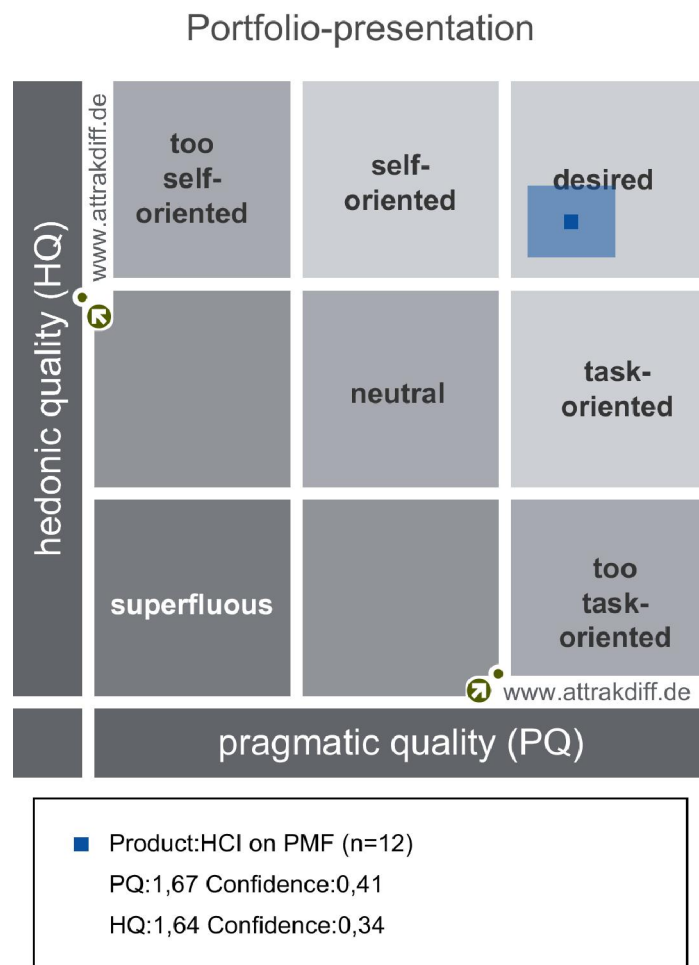 Portfolio-presentation
www.attrakdiff.de
too
self-
oriented
self-
oriented
desired
hedonic quality (HQ)
neutral
task-
oriented
superfluous
too
task-
oriented
www.attrakdiff.de
pragmatic quality (PQ)
Product:HCI on PMF (n=12)
PQ:1,67 Confidence:0,41
HQ:1,64 Confidence:0,34